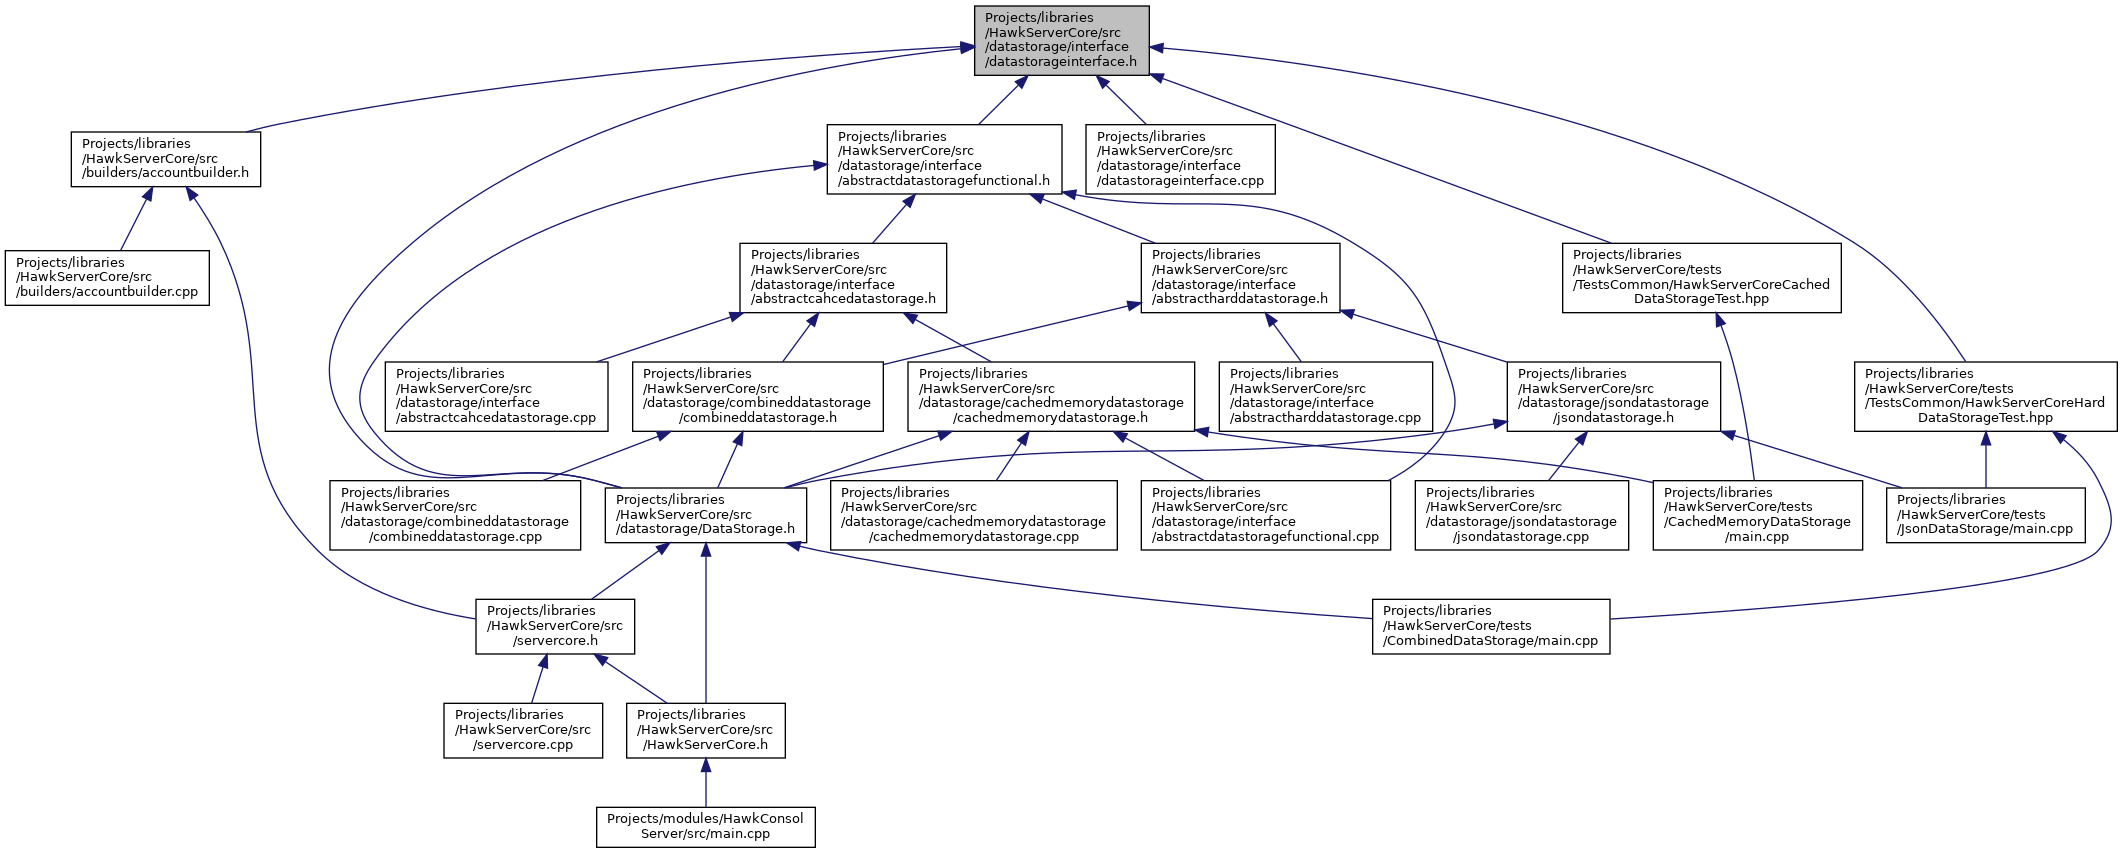 Projects/libraries
/HawkServerCore/src
/datastorage/interface
/datastorageinterface.h
Projects/libraries
/HawkServerCore/src
/builders/accountbuilder.h
Projects/libraries
/HawkServerCore/src
/datastorage/interface
/abstractdatastoragefunctional.h
Projects/libraries
/HawkServerCore/src
/datastorage/interface
/datastorageinterface.cpp
Projects/libraries
/HawkServerCore/src
/builders/accountbuilder.cpp
Projects/libraries
/HawkServerCore/src
/datastorage/interface
/abstractcahcedatastorage.h
Projects/libraries
/HawkServerCore/src
/datastorage/interface
/abstractharddatastorage.h
Projects/libraries
/HawkServerCore/tests
/TestsCommon/HawkServerCoreCached
DataStorageTest.hpp
Projects/libraries
/HawkServerCore/src
/datastorage/interface
/abstractcahcedatastorage.cpp
Projects/libraries
/HawkServerCore/src
/datastorage/combineddatastorage
/combineddatastorage.h
Projects/libraries
/HawkServerCore/src
/datastorage/cachedmemorydatastorage
/cachedmemorydatastorage.h
Projects/libraries
/HawkServerCore/src
/datastorage/interface
/abstractharddatastorage.cpp
Projects/libraries
/HawkServerCore/src
/datastorage/jsondatastorage
/jsondatastorage.h
Projects/libraries
/HawkServerCore/tests
/TestsCommon/HawkServerCoreHard
DataStorageTest.hpp
Projects/libraries
/HawkServerCore/src
/datastorage/combineddatastorage
/combineddatastorage.cpp
Projects/libraries
/HawkServerCore/src
/datastorage/DataStorage.h
Projects/libraries
/HawkServerCore/src
/datastorage/cachedmemorydatastorage
/cachedmemorydatastorage.cpp
Projects/libraries
/HawkServerCore/src
/datastorage/interface
/abstractdatastoragefunctional.cpp
Projects/libraries
/HawkServerCore/src
/datastorage/jsondatastorage
/jsondatastorage.cpp
Projects/libraries
/HawkServerCore/tests
/CachedMemoryDataStorage
/main.cpp
Projects/libraries
/HawkServerCore/tests
/JsonDataStorage/main.cpp
Projects/libraries
/HawkServerCore/src
/servercore.h
Projects/libraries
/HawkServerCore/tests
/CombinedDataStorage/main.cpp
Projects/libraries
/HawkServerCore/src
/servercore.cpp
Projects/libraries
/HawkServerCore/src
/HawkServerCore.h
Projects/modules/HawkConsol
Server/src/main.cpp